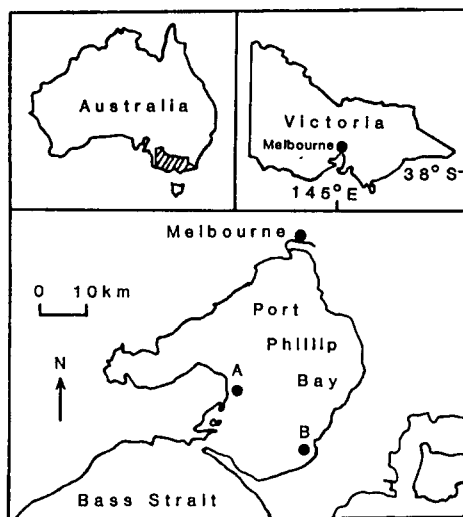 Australia
Victoria
Melbourne
38° S
145° E
Melbourne
0 10km
Port
Phillip
Bay
N
A
B
Bass Strait